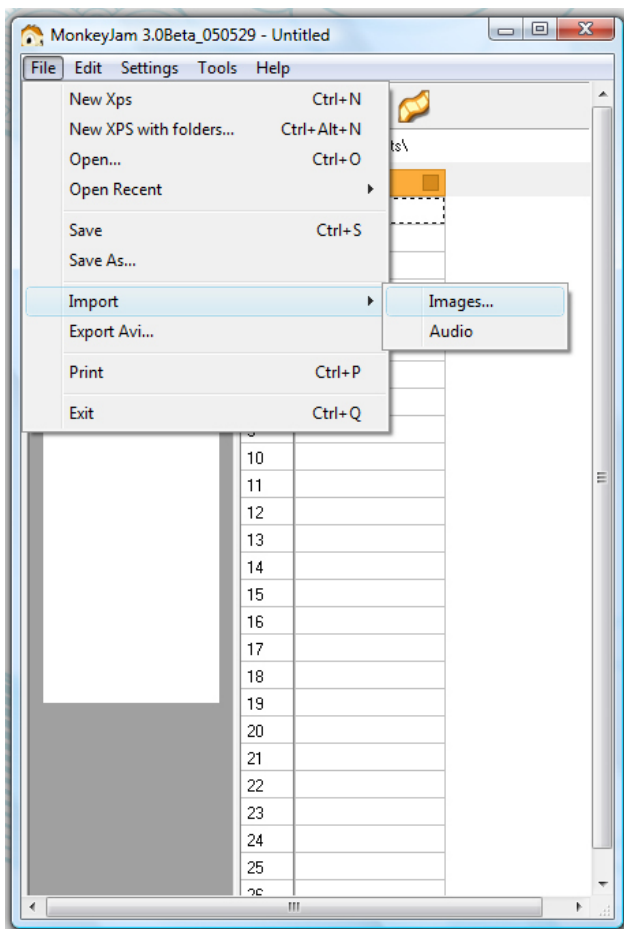 MonkeyJam 3.0Beta_050529 - Untitled
File Edit Settings Tools Help
New Xps Ctrl+N
New XPS with folders... Ctrl+Alt+N
ts\
Open... Ctrl+O
Open Recent
Save Ctrl+S
Save As...
Import
Images...
Export Avi...
Audio
Print Ctrl+P
Exit Ctrl+Q
10
11
12
13
14
15
16
17
18
19
20
21
22
23
24
25